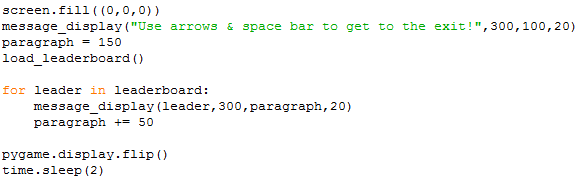 screen.fill((0,0,0))
message_display("Use arrows & space bar to get to the exit!",300,100,20)
paragraph = 150
load_leaderboard()

for leader in leaderboard:
    message_display(leader,300,paragraph,20)
    paragraph += 50

pygame.display.flip()
time.sleep(2)